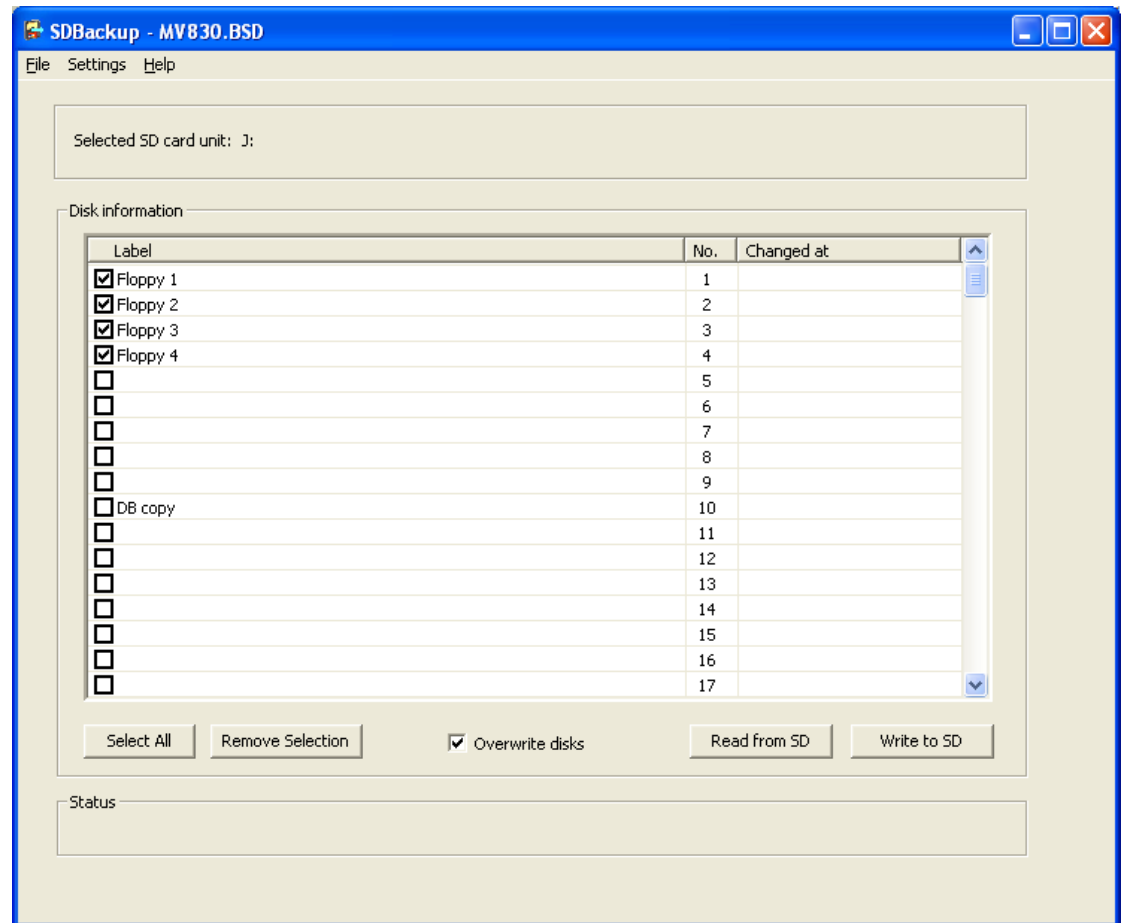 SDBackup - MV830.BSD
File Settings Help
Selected SD card unit: J:
Disk information
Label No. Changed at
Floppy 1 1
Floppy 2 2
Floppy 3 3
Floppy 4 4
5
6
7
8
9
DB copy 10
11
12
13
14
15
16
17
Select All Remove Selection Overwrite disks Read from SD Write to SD
Status